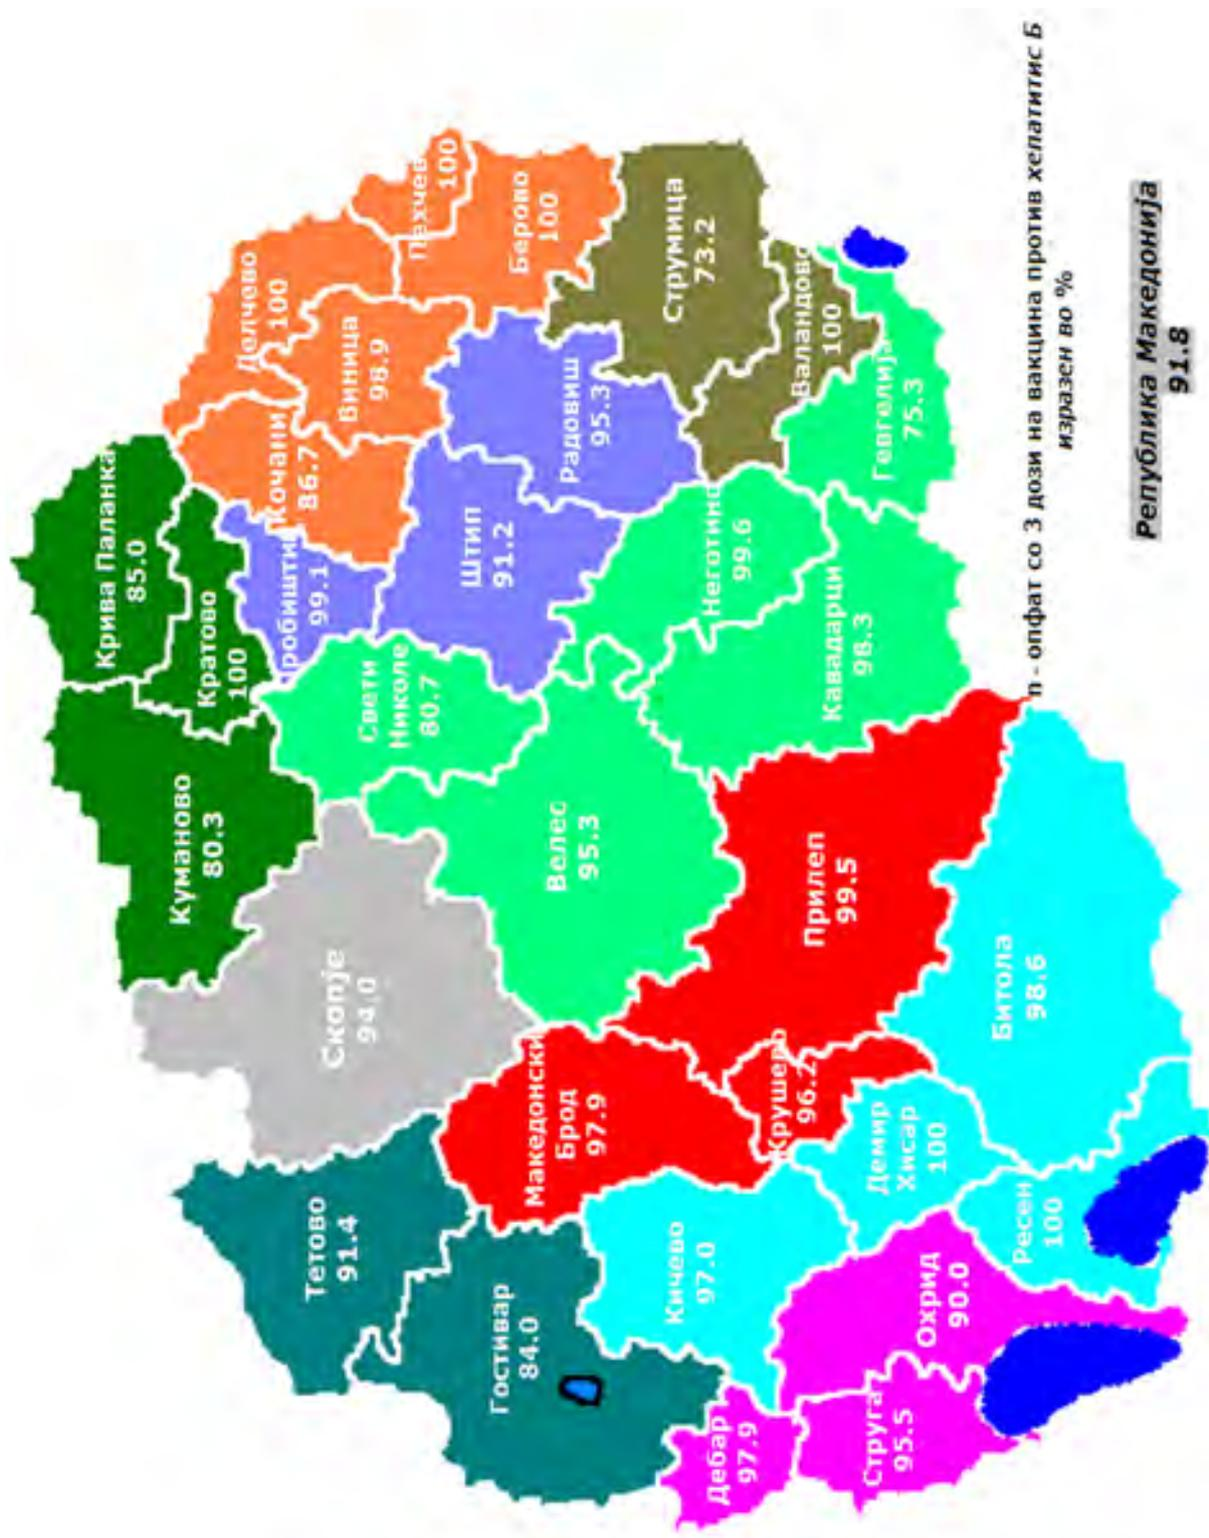 Крива Паланка
85.0
Куманово
80.3
Кратово
100
Делчево
100
Пехчев
100
Кочани
86.7
Виница
98.9
Берово
100
робиштип
99.1
Свети
Николе
80.7
Скопје
94.0
Тетово
91.4
Штип
91.2
Радовиш
95.3
Струмица
73.2
Гостивар
84.0
Македонски
Брод
97.9
Велес
95.3
Неготино
99.6
Валандово
100
Кичево
97.0
Крушево
96.2
Прилеп
99.5
Кавадарци
98.3
Гевгелија
75.3
Дебар
97.9
Струга
95.5
Охрид
90.0
Демир
Хисар
100
Ресен
100
Битола
98.6
п - опфат со 3 дози на вакцина против хепатитис Б
изразен во %
Република Македонија
91.8